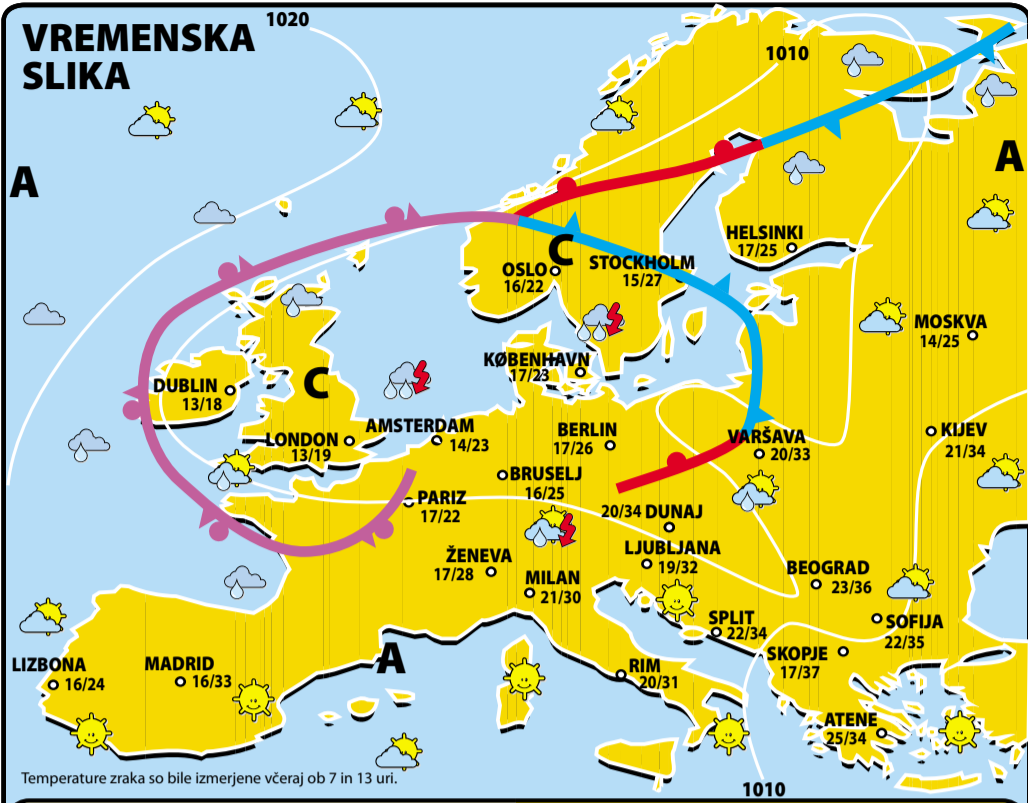 1020
VREMENSKA
SLIKA
1010
A
A
HELSINKI
17/25
C
OSLO
16/22
STOCKHOLM
15/27
MOSKVA
14/25
KØBENHAVN
17/23
DUBLIN
13/18
C
AMSTERDAM
14/23
LONDON
13/19
BERLIN
17/26
VARŠAVA
20/33
KIJEV
21/34
BRUSELJ
16/25
PARIZ
17/22
20/34 DUNAJ
LJUBLJANA
19/32
ŽENEVA
17/28
MILAN
21/30
BEOGRAD
23/36
SPLIT
22/34
SOFIJA
22/35
SKOPJE
17/37
LIZBONA
16/24
MADRID
16/33
A
RIM
20/31
ATENE
25/34
Temperature zraka so bile izmerjene včeraj ob 7 in 13 uri.
1010